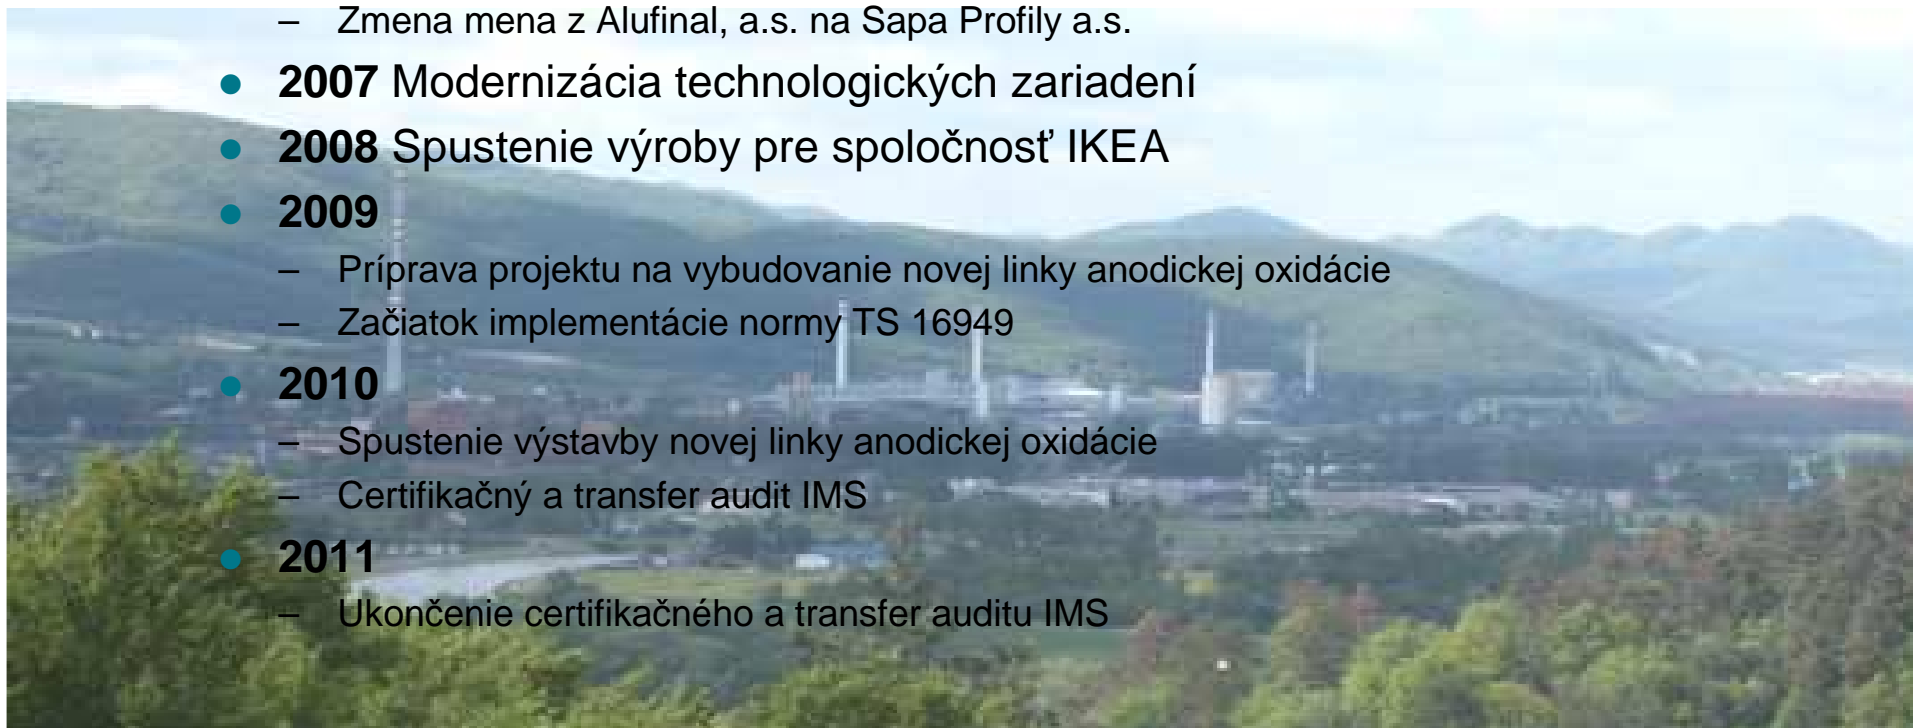 – Zmena mena z Alufinal, a.s. na Sapa Profily a.s.
● 2007 Modernizácia technologických zariadení
● 2008 Spustenie výroby pre spoločnosť IKEA
● 2009
– Príprava projektu na vybudovanie novej linky anodickej oxidácie
– Začiatok implementácie normy TS 16949
● 2010
– Spustenie výstavby novej linky anodickej oxidácie
– Certifikačný a transfer audit IMS
● 2011
– Ukončenie certifikačného a transfer auditu IMS